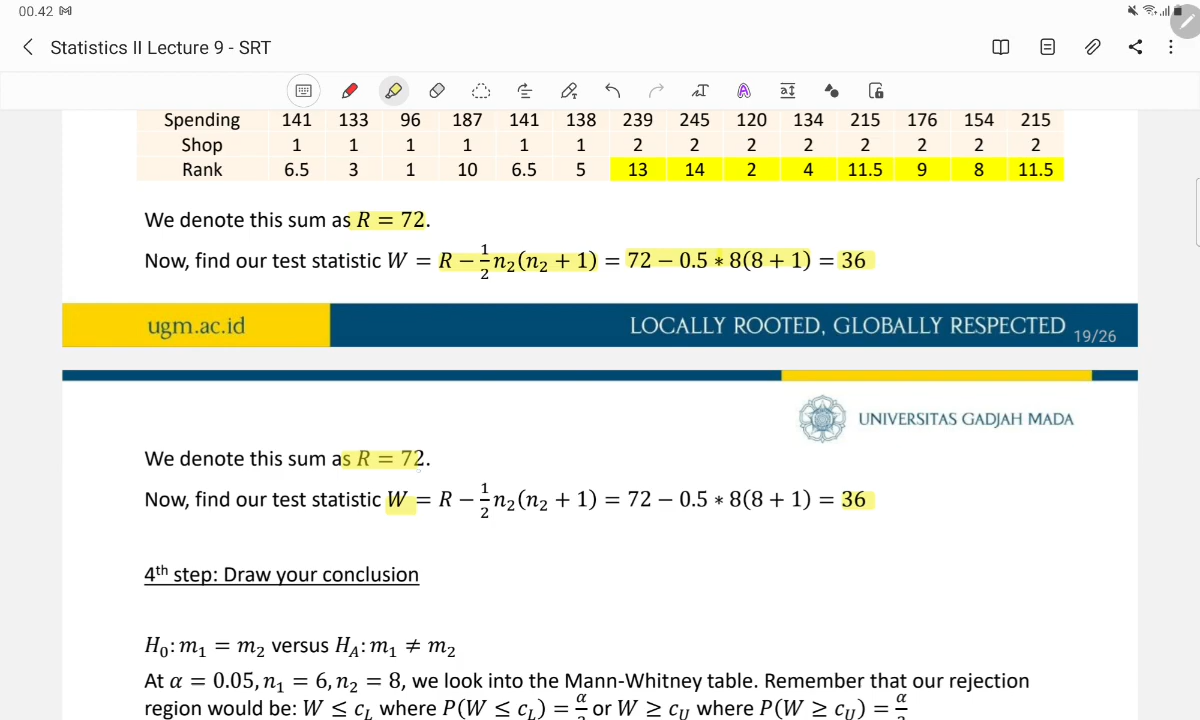 00.42
Statistics II Lecture 9 - SRT
Spending 141 133 96 187 141 138 239 245 120 134 215 176 154 215
Shop 1 1 1 1 1 1 2 2 2 2 2 2 2 2
Rank 6.5 3 1 10 6.5 5 13 14 2 4 11.5 9 8 11.5
We denote this sum as R = 72.
Now, find our test statistic W = R − 1/2 n₂(n₂ + 1) = 72 − 0.5 ∗ 8(8 + 1) = 36
ugm.ac.id LOCALLY ROOTED, GLOBALLY RESPECTED 19/26
UNIVERSITAS GADJAH MADA
We denote this sum as R = 72.
Now, find our test statistic W = R − 1/2 n₂(n₂ + 1) = 72 − 0.5 ∗ 8(8 + 1) = 36
4th step: Draw your conclusion
H₀: m₁ = m₂ versus H_A: m₁ ≠ m₂
At α = 0.05, n₁ = 6, n₂ = 8, we look into the Mann-Whitney table. Remember that our rejection
region would be: W ≤ c_L where P(W ≤ c_L) = α/2 or W ≥ c_U where P(W ≥ c_U) = α/2